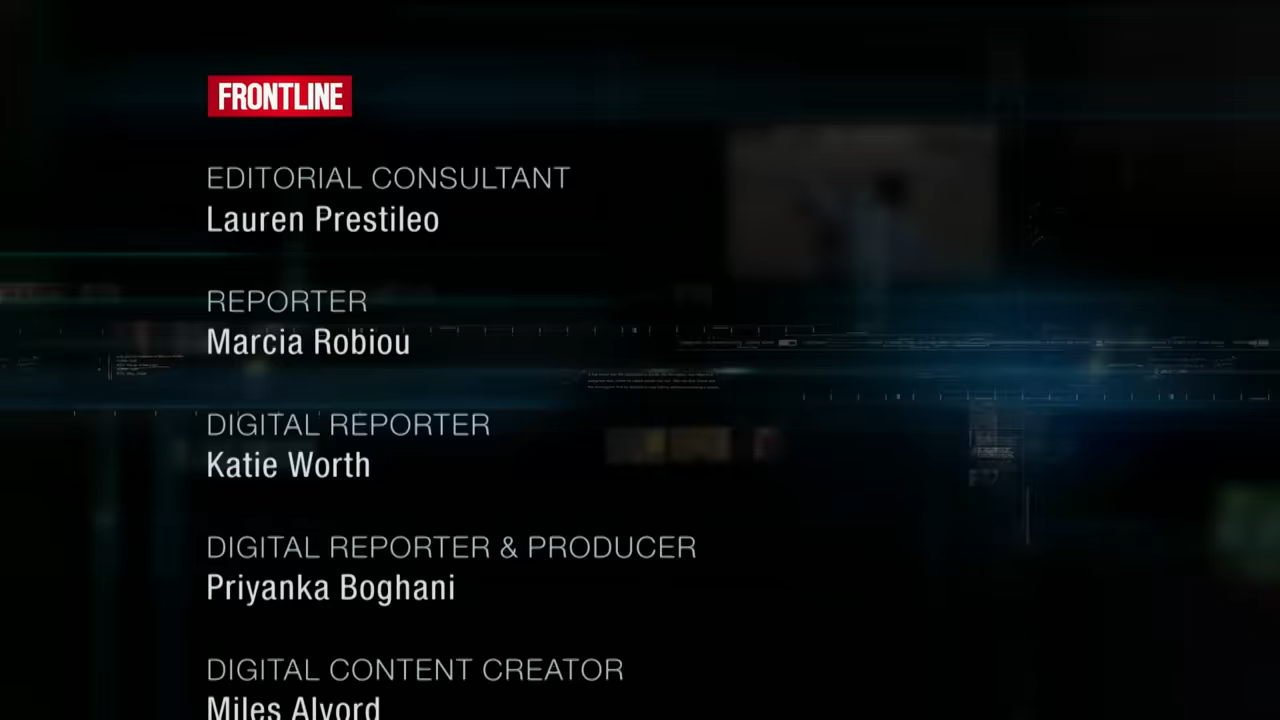 FRONTLINE
EDITORIAL CONSULTANT
Lauren Prestileo
REPORTER
Marcia Robiou
DIGITAL REPORTER
Katie Worth
DIGITAL REPORTER & PRODUCER
Priyanka Boghani
DIGITAL CONTENT CREATOR
Miles Alvord